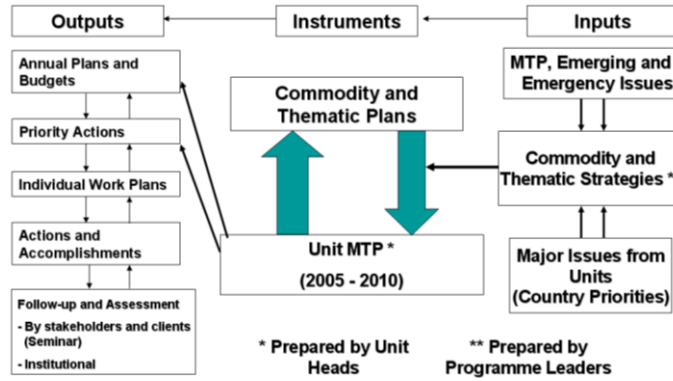 Outputs
Instruments
Inputs
Annual Plans and
Budgets
Priority Actions
Individual Work Plans
Actions and
Accomplishments
Follow-up and Assessment
- By stakeholders and clients
(Seminar)
- Institutional
Commodity and
Thematic Plans
Unit MTP *
(2005 - 2010)
MTP, Emerging and
Emergency Issues
Commodity and
Thematic Strategies *
Major Issues from
Units
(Country Priorities)
* Prepared by Unit
Heads
** Prepared by
Programme Leaders